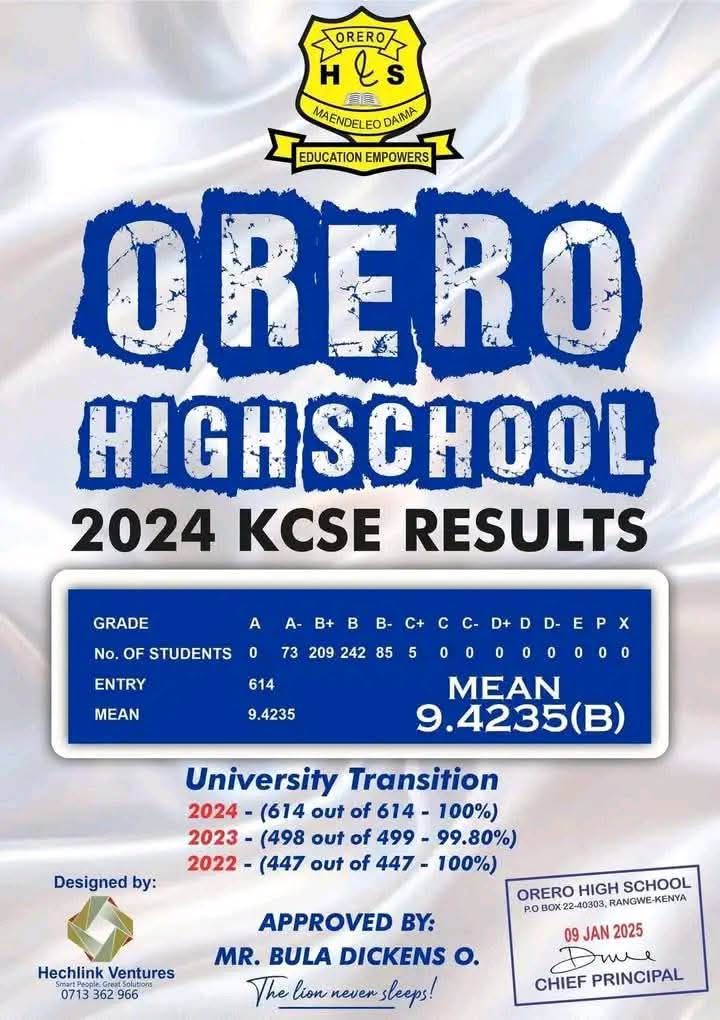 ORERO
H & S
MAENDELEO DAIMA
EDUCATION EMPOWERS
ORERO
HIGH SCHOOL
2024 KCSE RESULTS
GRADE A A- B+ B B- C+ C C- D+ D D- E P X
No. OF STUDENTS 0 73 209 242 85 5 0 0 0 0 0 0 0 0
ENTRY 614
MEAN 9.4235
MEAN
9.4235(B)
University Transition
2024 - (614 out of 614 - 100%)
2023 - (498 out of 499 - 99.80%)
2022 - (447 out of 447 - 100%)
Designed by:
Hechlink Ventures
Smart People, Great Solutions
0713 362 966
APPROVED BY:
MR. BULA DICKENS O.
The lion never sleeps!
ORERO HIGH SCHOOL
P.O BOX 22-40303, RANGWE-KENYA
09 JAN 2025
CHIEF PRINCIPAL